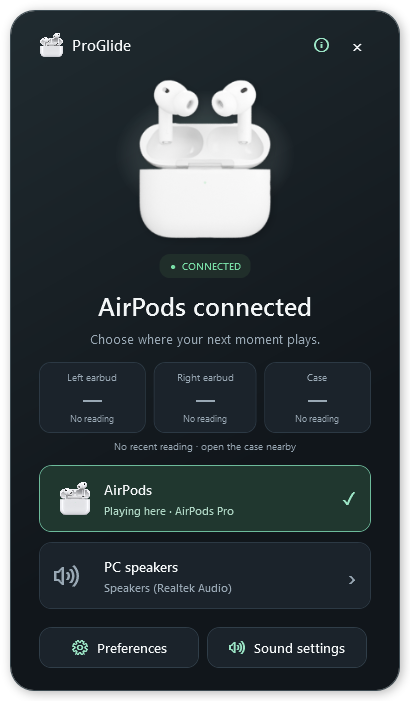 ProGlide
CONNECTED
AirPods connected
Choose where your next moment plays.
Left earbud
Right earbud
Case
—
—
—
No reading
No reading
No reading
No recent reading · open the case nearby
AirPods
Playing here · AirPods Pro
PC speakers
Speakers (Realtek Audio)
Preferences
Sound settings